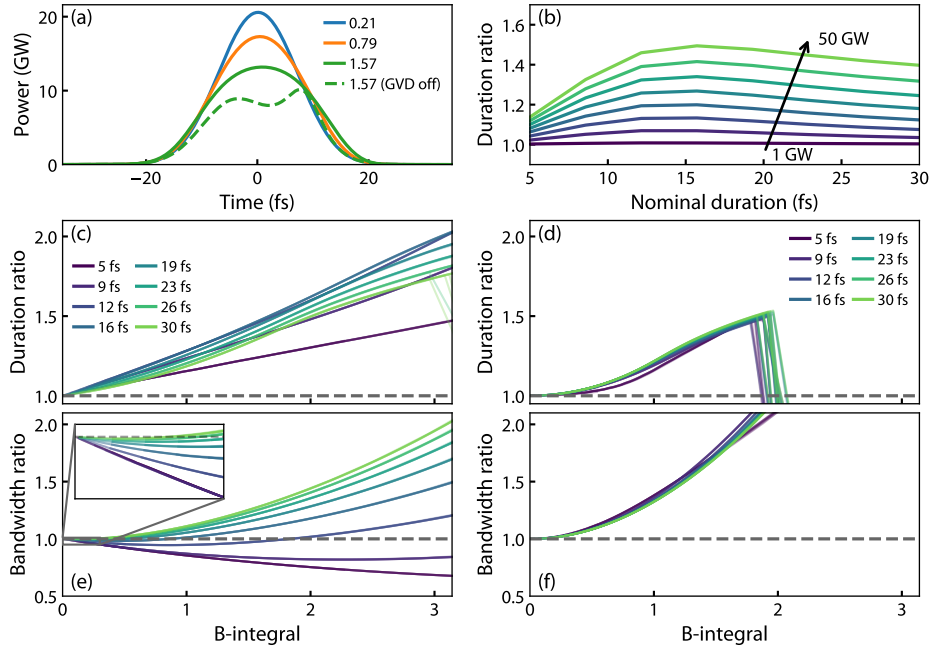 (a)
Power (GW)
20
10
0
−20
0
20
Time (fs)
0.21
0.79
1.57
1.57 (GVD off)
(b)
Duration ratio
1.6
1.4
1.2
1.0
50 GW
1 GW
5
10
15
20
25
30
Nominal duration (fs)
(c)
Duration ratio
2.0
1.5
1.0
5 fs
9 fs
12 fs
16 fs
19 fs
23 fs
26 fs
30 fs
(d)
Duration ratio
2.0
1.5
1.0
5 fs
9 fs
12 fs
16 fs
19 fs
23 fs
26 fs
30 fs
Bandwidth ratio
2.0
1.5
1.0
0.5
(e)
0
1
2
3
B-integral
Bandwidth ratio
2.0
1.5
1.0
0.5
(f)
0
1
2
3
B-integral